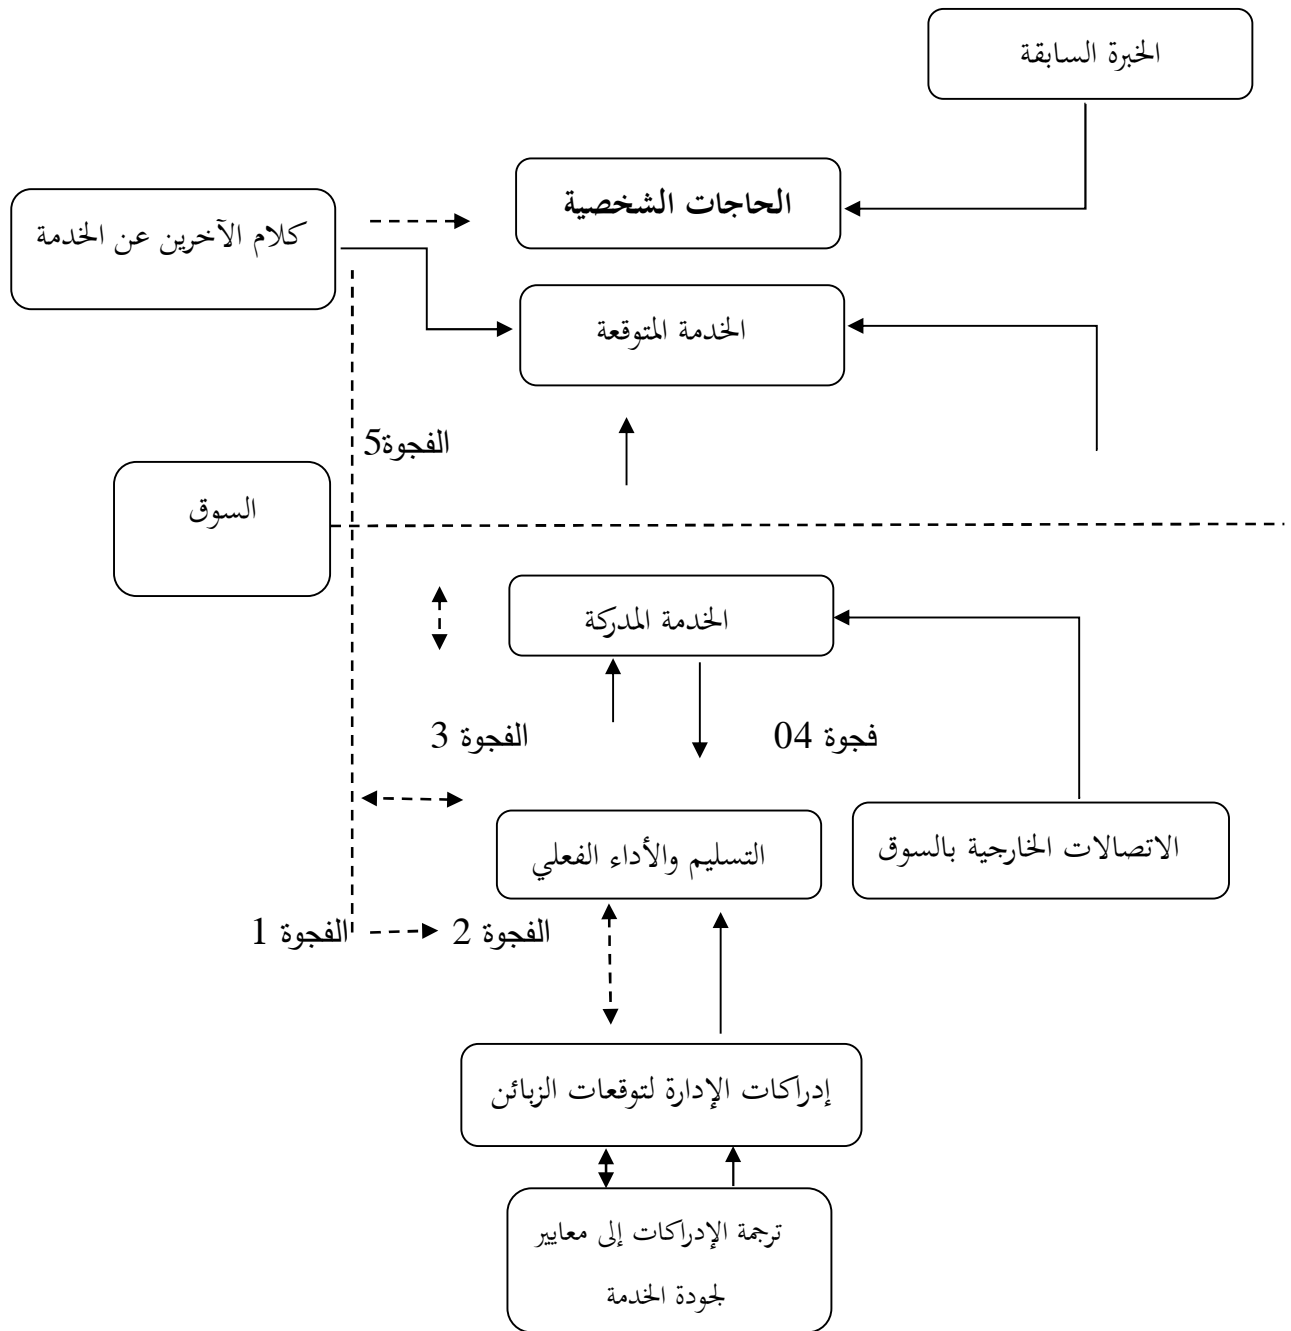 الخبرة السابقة
الحاجات الشخصية
كلام الآخرين عن الخدمة
الخدمة المتوقعة
الفجوة5
السوق
الخدمة المدركة
الفجوة 3
فجوة 04
التسليم والأداء الفعلي
الاتصالات الخارجية بالسوق
الفجوة 1
الفجوة 2
إدراكات الإدارة لتوقعات الزبائن
ترجمة الإدراكات إلى معايير
لجودة الخدمة